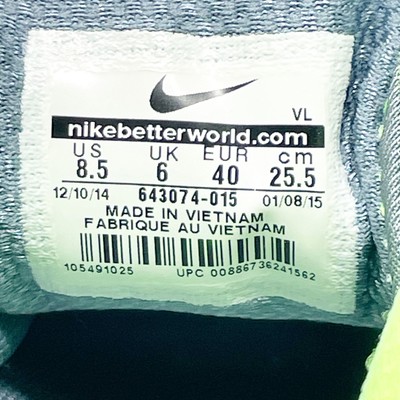 VL
nikebetterworld.com
US UK EUR cm
8.5 6 40 25.5
12/10/14 643074-015 01/08/15
MADE IN VIETNAM
FABRIQUE AU VIETNAM
105491025 UPC 00886736241562